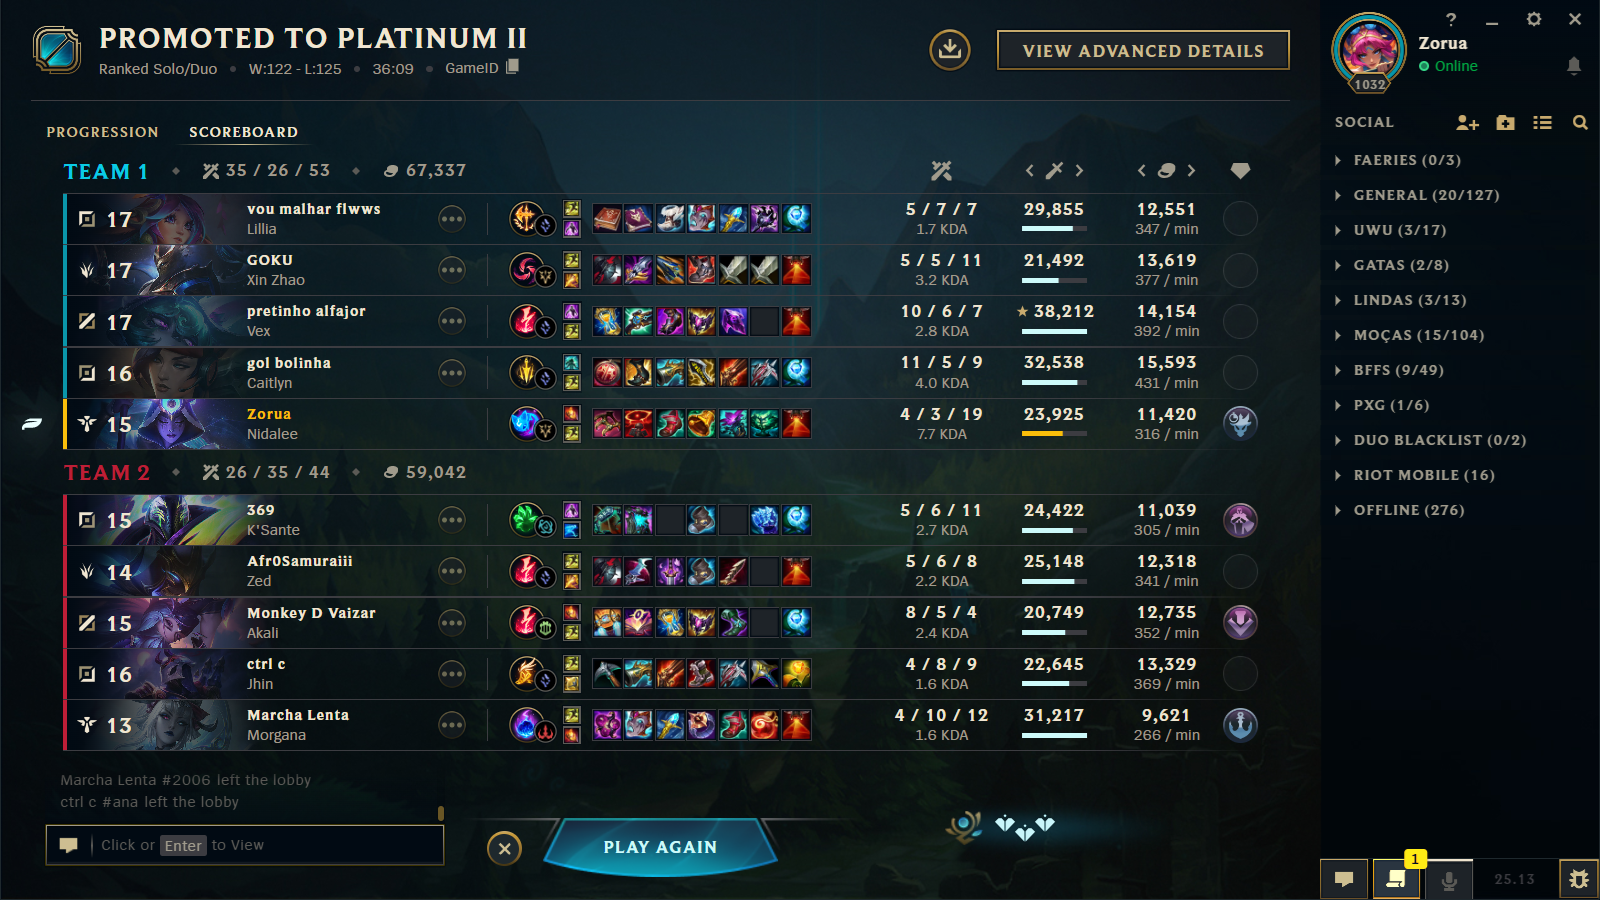 PROMOTED TO PLATINUM II
Ranked Solo/Duo • W:122 - L:125 • 36:09 • GameID
VIEW ADVANCED DETAILS
PROGRESSION SCOREBOARD
TEAM 1 35 / 26 / 53 67,337
17 vou malhar flwws 5 / 7 / 7 29,855 12,551
Lillia 1.7 KDA 347 / min
17 GOKU 5 / 5 / 11 21,492 13,619
Xin Zhao 3.2 KDA 377 / min
17 pretinho alfajor 10 / 6 / 7 38,212 14,154
Vex 2.8 KDA 392 / min
16 gol bolinha 11 / 5 / 9 32,538 15,593
Caitlyn 4.0 KDA 431 / min
15 Zorua 4 / 3 / 19 23,925 11,420
Nidalee 7.7 KDA 316 / min
TEAM 2 26 / 35 / 44 59,042
15 369 5 / 6 / 11 24,422 11,039
K'Sante 2.7 KDA 305 / min
14 Afr0Samuraiii 5 / 6 / 8 25,148 12,318
Zed 2.2 KDA 341 / min
15 Monkey D Vaizar 8 / 5 / 4 20,749 12,735
Akali 2.4 KDA 352 / min
16 ctrl c 4 / 8 / 9 22,645 13,329
Jhin 1.6 KDA 369 / min
13 Marcha Lenta 4 / 10 / 12 31,217 9,621
Morgana 1.6 KDA 266 / min
Marcha Lenta #2006 left the lobby
ctrl c #ana left the lobby
Click or Enter to View
PLAY AGAIN
?
Zorua
Online
1032
SOCIAL
FAERIES (0/3)
GENERAL (20/127)
UWU (3/17)
GATAS (2/8)
LINDAS (3/13)
MOÇAS (15/104)
BFFS (9/49)
PXG (1/6)
DUO BLACKLIST (0/2)
RIOT MOBILE (16)
OFFLINE (276)
1
25.13